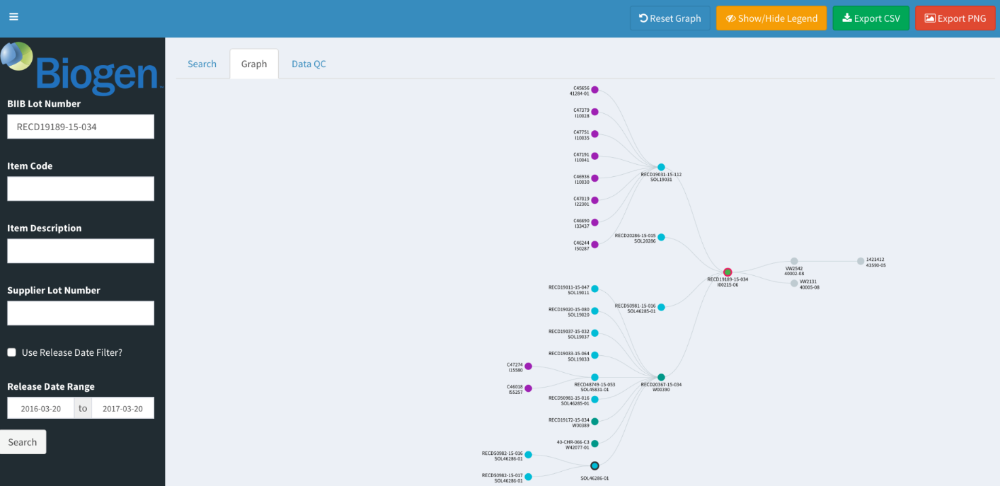 Reset Graph
Show/Hide Legend
Export CSV
Export PNG
Biogen™
Search
Graph
Data QC
BIIB Lot Number
RECD19189-15-034
Item Code
Item Description
Supplier Lot Number
Use Release Date Filter?
Release Date Range
2016-03-20 to 2017-03-20
Search
C45656
41284-01
C47379
I10028
C47751
I10035
C47191
I10041
C46936
I10030
C47019
I22301
C46690
I33437
C46244
I50287
RECD19031-15-112
SOL19031
RECD20286-15-015
SOL20286
RECD19189-15-034
I00215-06
VW2542
40002-08
1421412
43590-05
VW2131
40005-08
RECD19011-15-047
SOL19011
RECD50981-15-016
SOL46285-01
RECD19020-15-080
SOL19020
RECD19037-15-032
SOL19037
RECD19033-15-064
SOL19033
C47274
I15580
C46018
I55257
RECD48749-15-053
SOL45831-01
RECD20367-15-034
W00390
RECD50981-15-016
SOL46285-01
RECD19172-15-034
W00389
40-CHR-066-C3
W42077-01
RECD50982-15-016
SOL46286-01
RECD50982-15-017
SOL46286-01
SOL46286-01